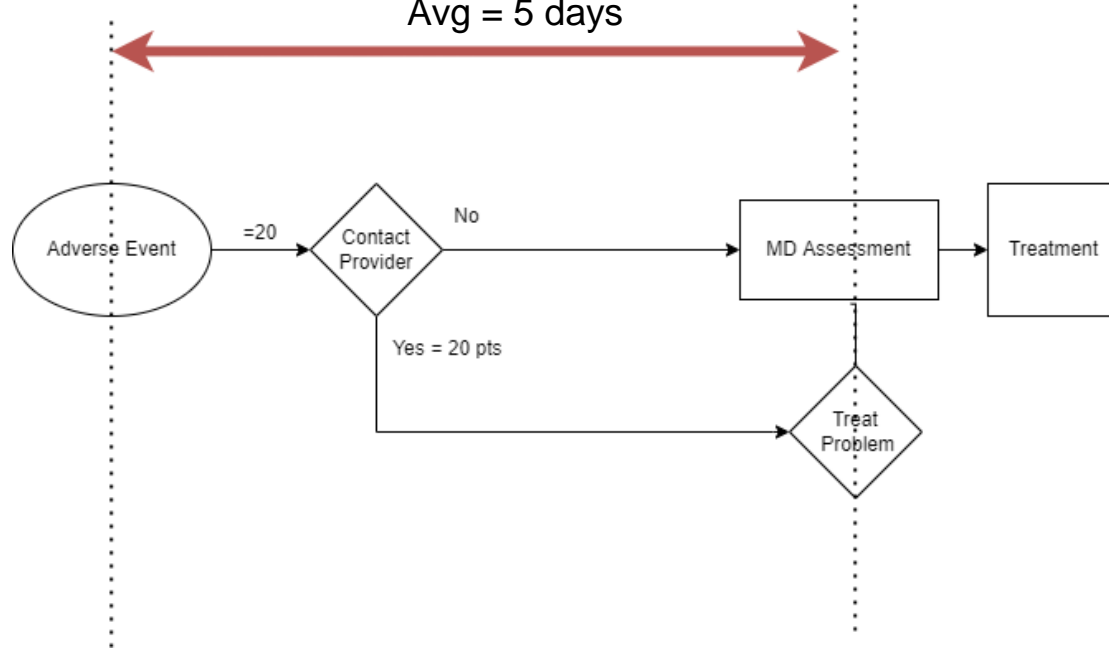 Avg = 5 days
Adverse Event
=20
Contact
Provider
No
MD Assessment
Treatment
Yes = 20 pts
Treat
Problem